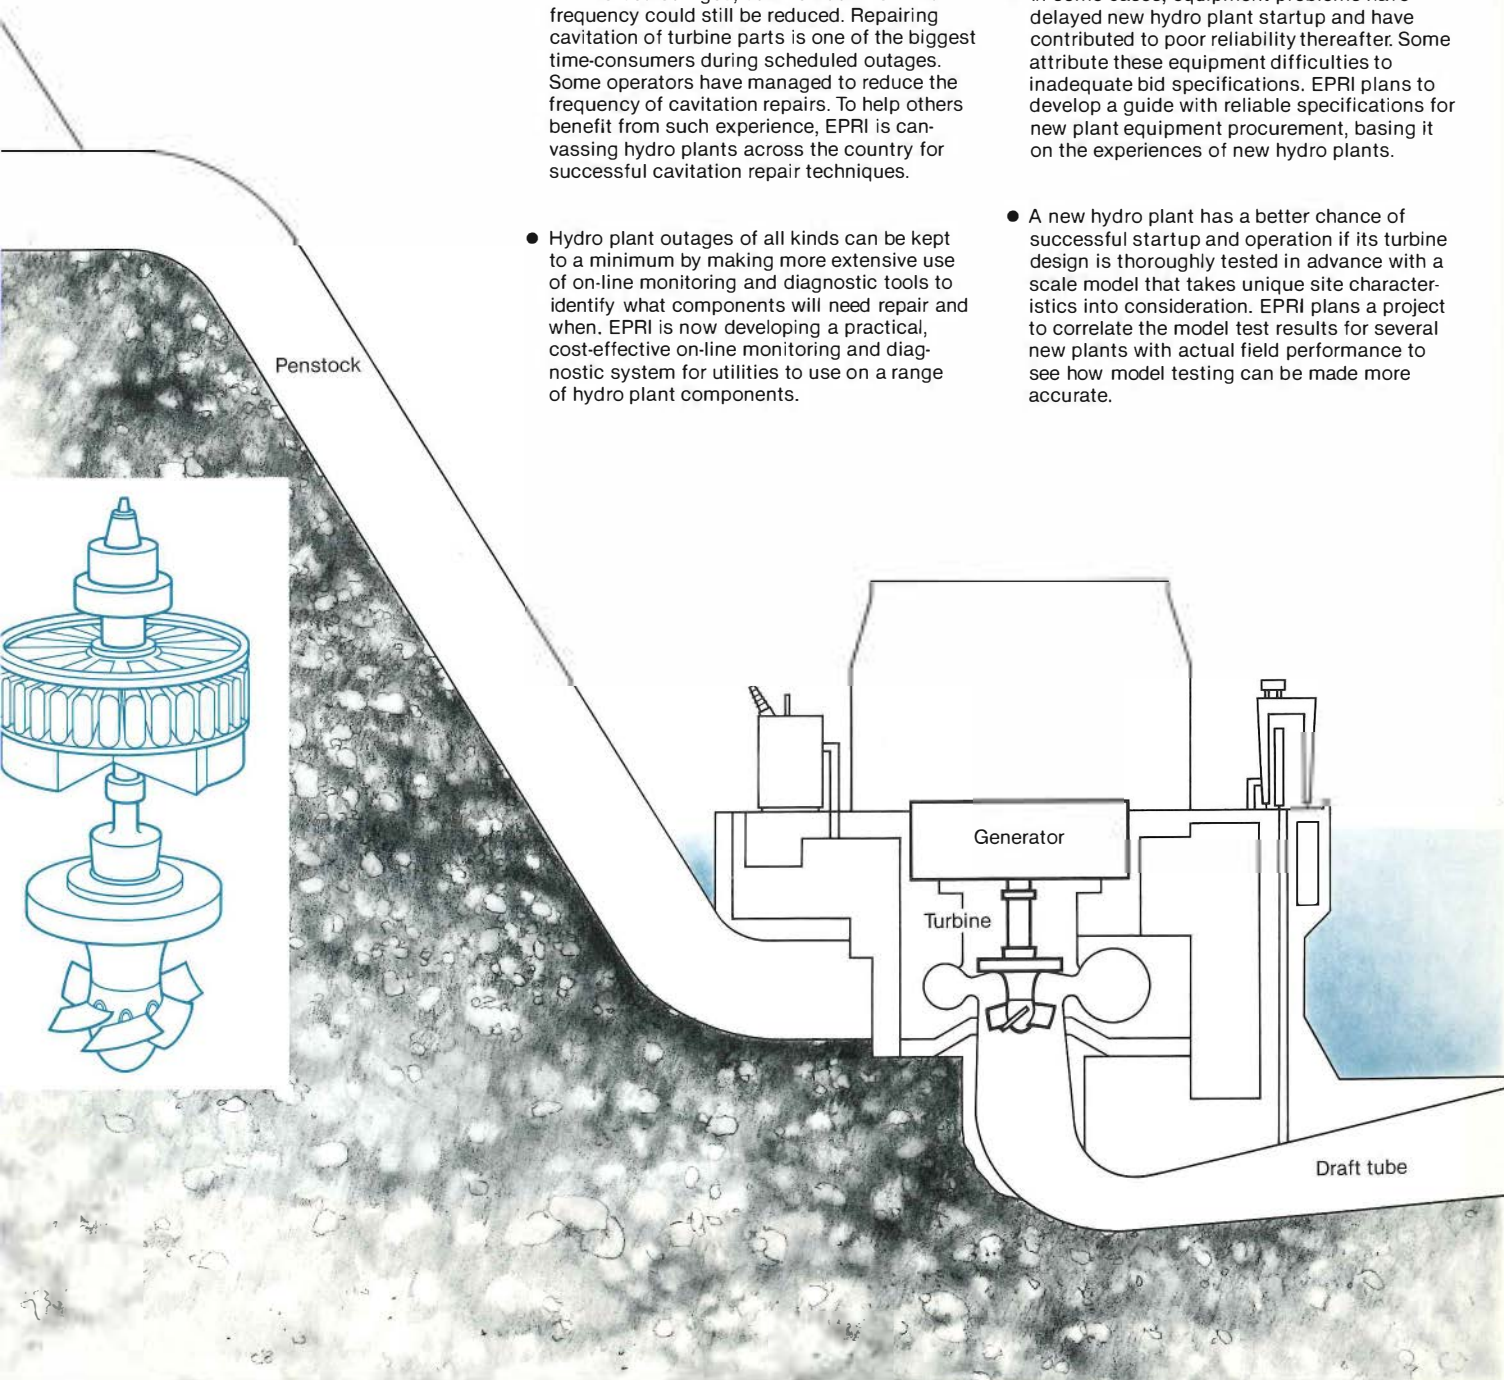 frequency could still be reduced. Repairing
cavitation of turbine parts is one of the biggest
time-consumers during scheduled outages.
Some operators have managed to reduce the
frequency of cavitation repairs. To help others
benefit from such experience, EPRI is can-
vassing hydro plants across the country for
successful cavitation repair techniques.
● Hydro plant outages of all kinds can be kept
to a minimum by making more extensive use
of on-line monitoring and diagnostic tools to
identify what components will need repair and
when. EPRI is now developing a practical,
cost-effective on-line monitoring and diag-
nostic system for utilities to use on a range
of hydro plant components.
In some cases, equipment problems have
delayed new hydro plant startup and have
contributed to poor reliability thereafter. Some
attribute these equipment difficulties to
inadequate bid specifications. EPRI plans to
develop a guide with reliable specifications for
new plant equipment procurement, basing it
on the experiences of new hydro plants.
● A new hydro plant has a better chance of
successful startup and operation if its turbine
design is thoroughly tested in advance with a
scale model that takes unique site character-
istics into consideration. EPRI plans a project
to correlate the model test results for several
new plants with actual field performance to
see how model testing can be made more
accurate.
Penstock
Generator
Turbine
Draft tube